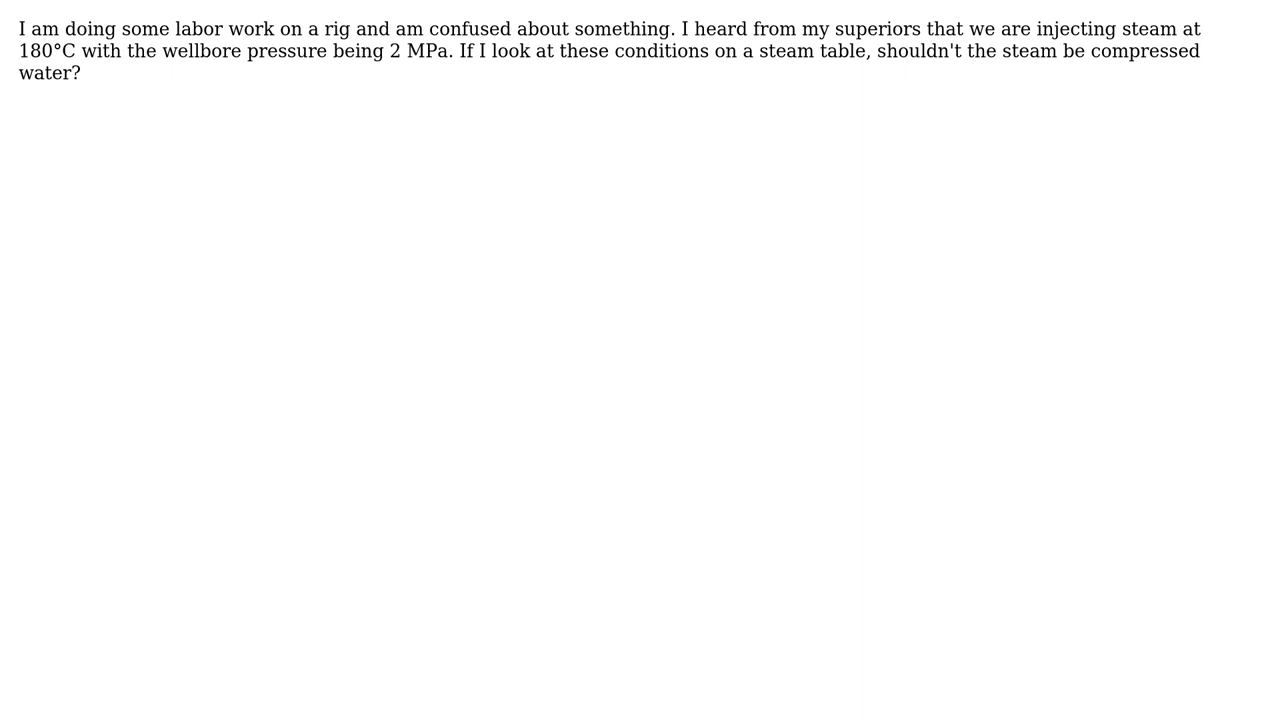 I am doing some labor work on a rig and am confused about something. I heard from my superiors that we are injecting steam at
180°C with the wellbore pressure being 2 MPa. If I look at these conditions on a steam table, shouldn't the steam be compressed
water?